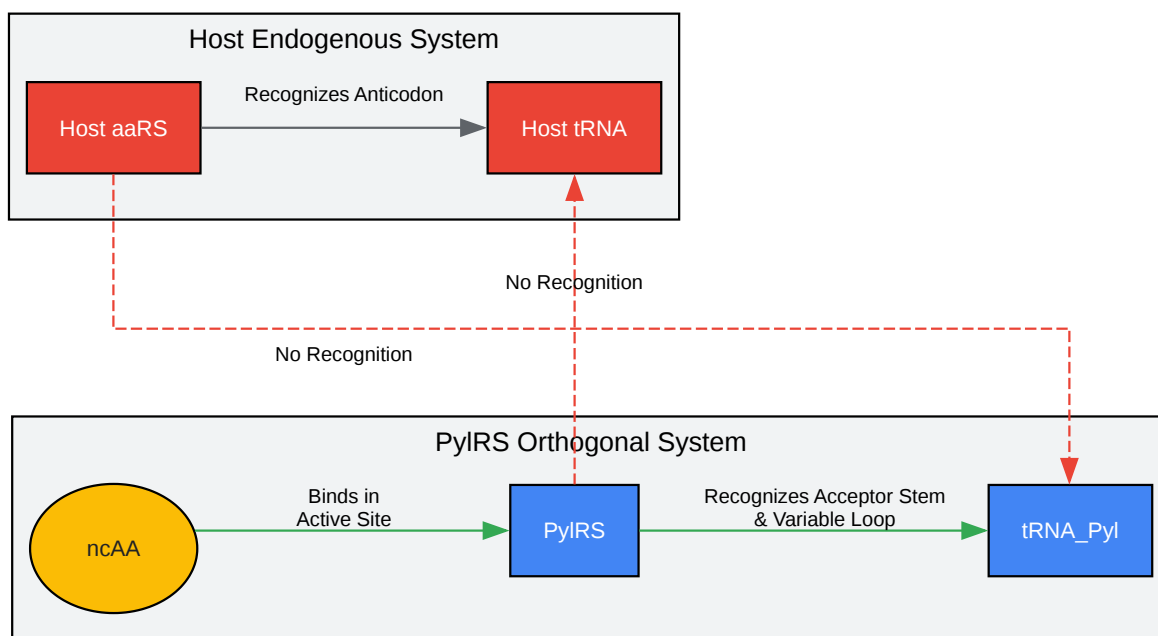 Host Endogenous System
Recognizes Anticodon
Host aaRS
Host tRNA
No Recognition
No Recognition
PylRS Orthogonal System
Binds in
Active Site
Recognizes Acceptor Stem
& Variable Loop
ncAA
PylRS
tRNA_Pyl